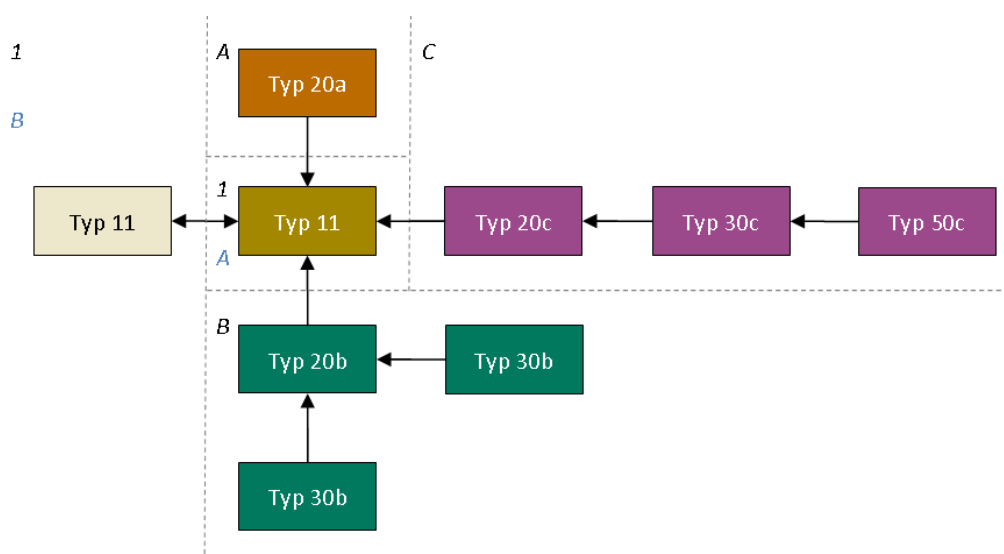 1
A
C
Typ 20a
B
1
Typ 11
Typ 11
Typ 20c
Typ 30c
Typ 50c
A
B
Typ 20b
Typ 30b
Typ 30b